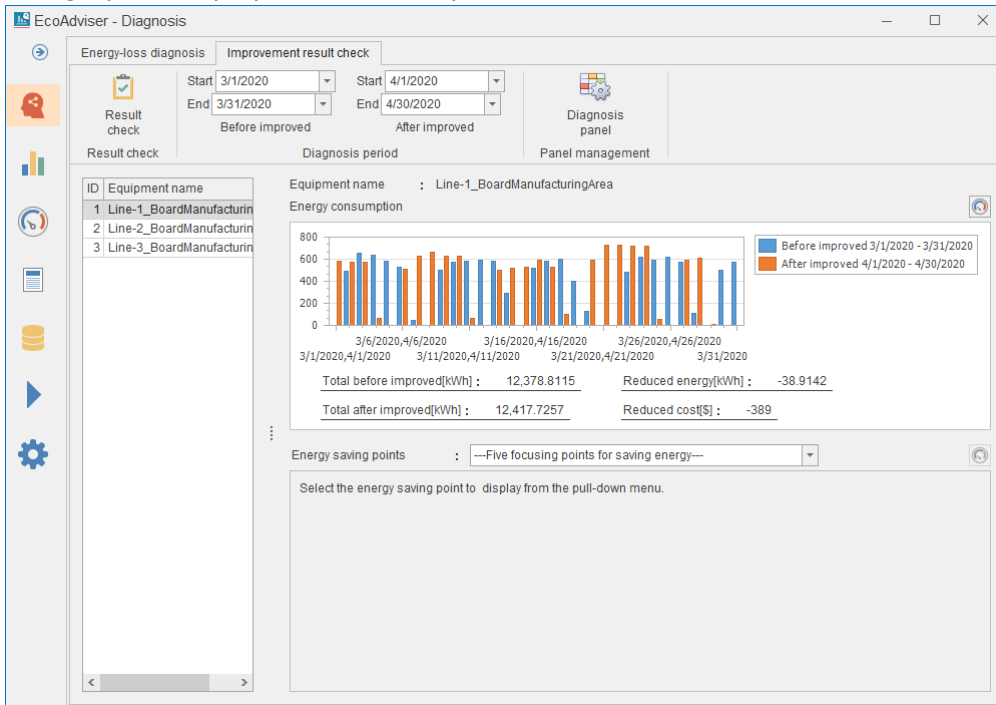 EcoAdviser - Diagnosis
Energy-loss diagnosis
Improvement result check
Result check
Start 3/1/2020
End 3/31/2020
Before improved
Start 4/1/2020
End 4/30/2020
After improved
Diagnosis panel
Result check
Diagnosis period
Panel management
ID Equipment name
1 Line-1_BoardManufacturin
2 Line-2_BoardManufacturin
3 Line-3_BoardManufacturin
Equipment name : Line-1_BoardManufacturingArea
Energy consumption
800
600
400
200
0
3/6/2020,4/6/2020 3/16/2020,4/16/2020 3/26/2020,4/26/2020
3/1/2020,4/1/2020 3/11/2020,4/11/2020 3/21/2020,4/21/2020 3/31/2020
Before improved 3/1/2020 - 3/31/2020
After improved 4/1/2020 - 4/30/2020
Total before improved[kWh] : 12,378.8115 Reduced energy[kWh] : -38.9142
Total after improved[kWh] : 12,417.7257 Reduced cost[$] : -389
Energy saving points : ---Five focusing points for saving energy---
Select the energy saving point to display from the pull-down menu.